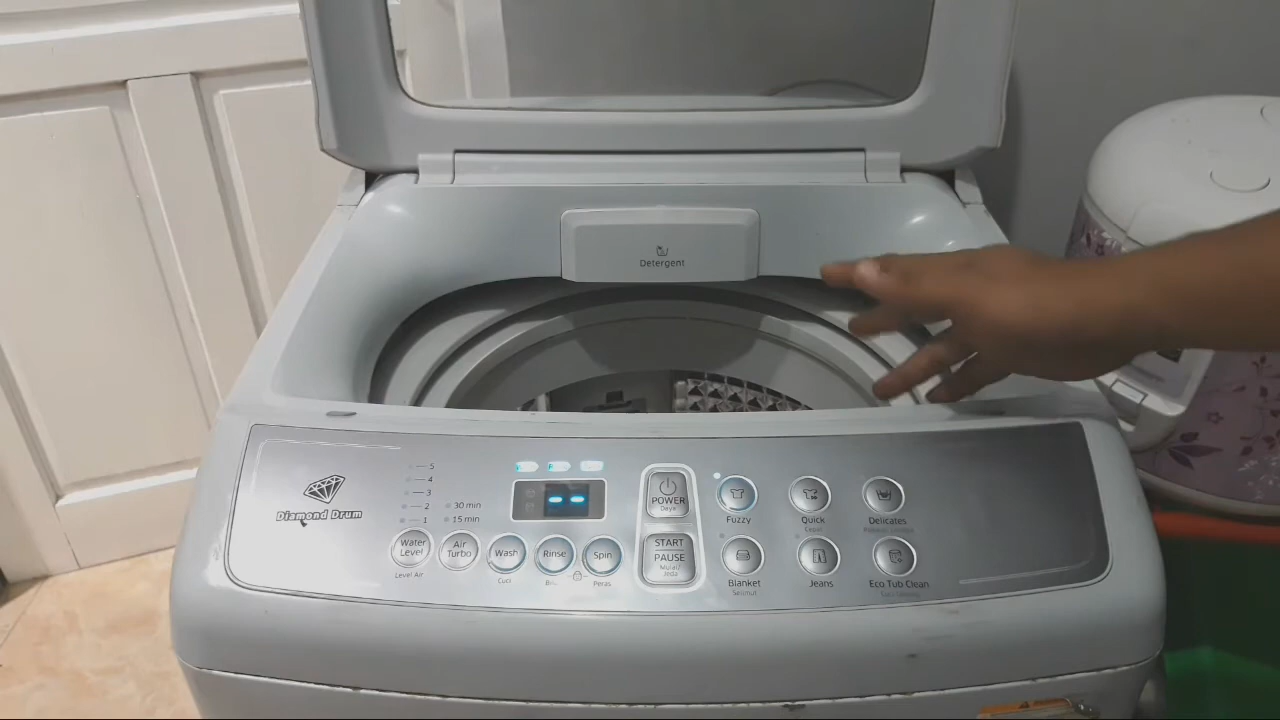 Detergent
Diamond Drum
5
4
3
2
1
30 min
15 min
Water
Level
Level Air
Air
Turbo
Wash
Cuci
Rinse
Spin
Peras
POWER
Daya
START
PAUSE
Mulai/
Jeda
Fuzzy
Quick
Cepat
Delicates
Blanket
Selimut
Jeans
Eco Tub Clean